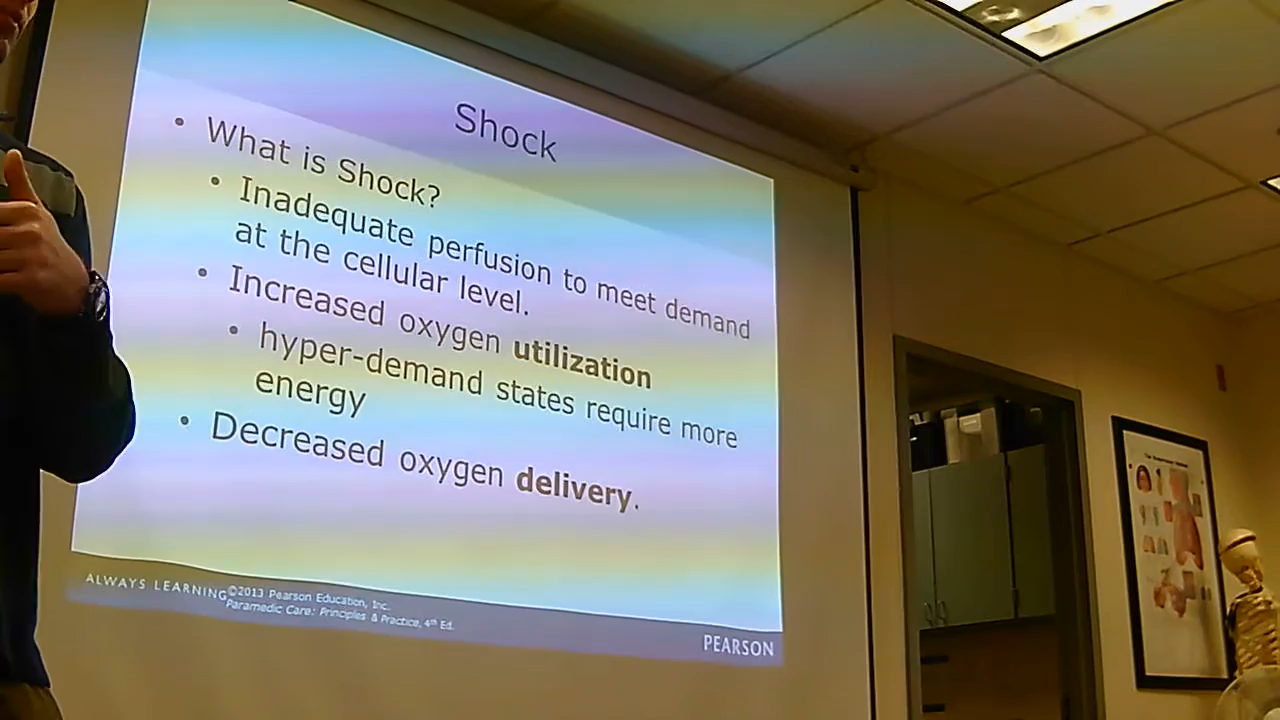 Shock
• What is Shock?
• Inadequate perfusion to meet demand
at the cellular level.
• Increased oxygen utilization
• hyper-demand states require more
energy
• Decreased oxygen delivery.
ALWAYS LEARNING
©2013 Pearson Education, Inc.
Paramedic Care: Principles & Practice, 4th Ed.
PEARSON